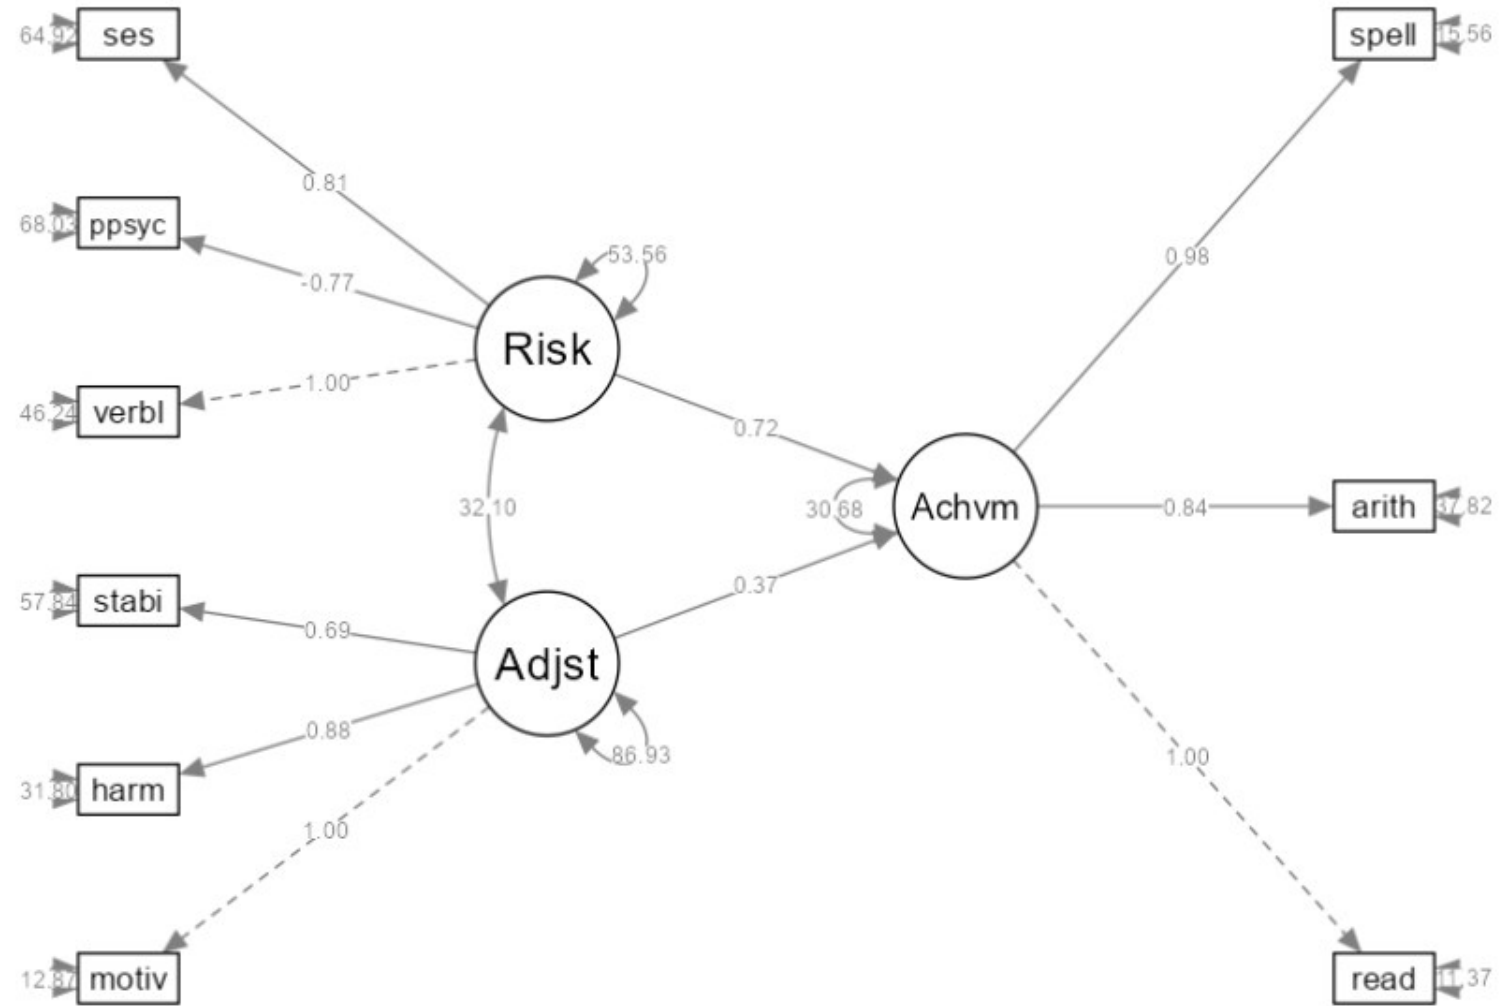 64.92 ses
spell 15.56
0.81
68.03 ppsyc
-0.77
53.56
0.98
Risk
1.00
46.24 verbl
0.72
32.10
30.68
Achvm
0.84
arith 37.82
57.84 stabi
0.69
0.37
Adjst
0.88
86.93
1.00
31.80 harm
1.00
12.87 motiv
read 11.37